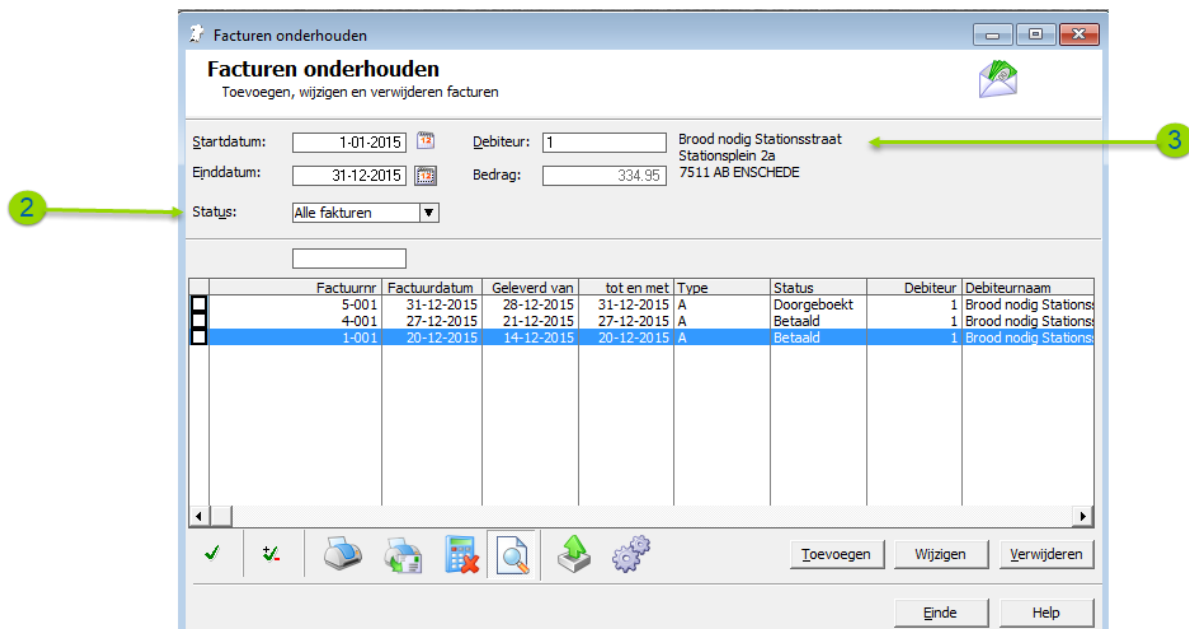 Facturen onderhouden
Facturen onderhouden
Toevoegen, wijzigen en verwijderen facturen
Startdatum: 1-01-2015 12 Debiteur: 1 Brood nodig Stationsstraat
Stationsplein 2a
Einddatum: 31-12-2015 12 Bedrag: 334.95 7511 AB ENSCHEDE
3
2
Status: Alle fakturen
Factuurnr Factuurdatum Geleverd van tot en met Type Status Debiteur Debiteurnaam
5-001 31-12-2015 28-12-2015 31-12-2015 A Doorgeboekt 1 Brood nodig Stations
4-001 27-12-2015 21-12-2015 27-12-2015 A Betaald 1 Brood nodig Stations
1-001 20-12-2015 14-12-2015 20-12-2015 A Betaald 1 Brood nodig Stations
Toevoegen Wijzigen Verwijderen
Einde Help